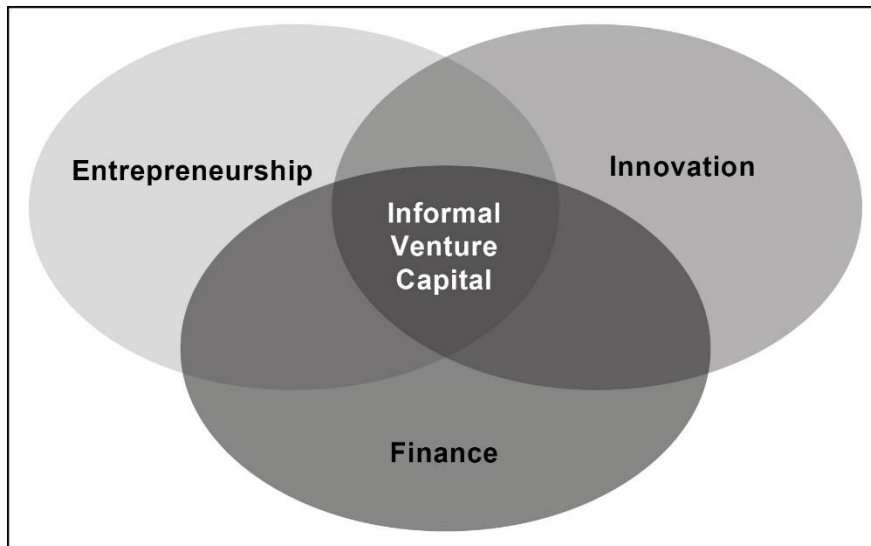 Entrepreneurship
Innovation
Informal
Venture
Capital
Finance